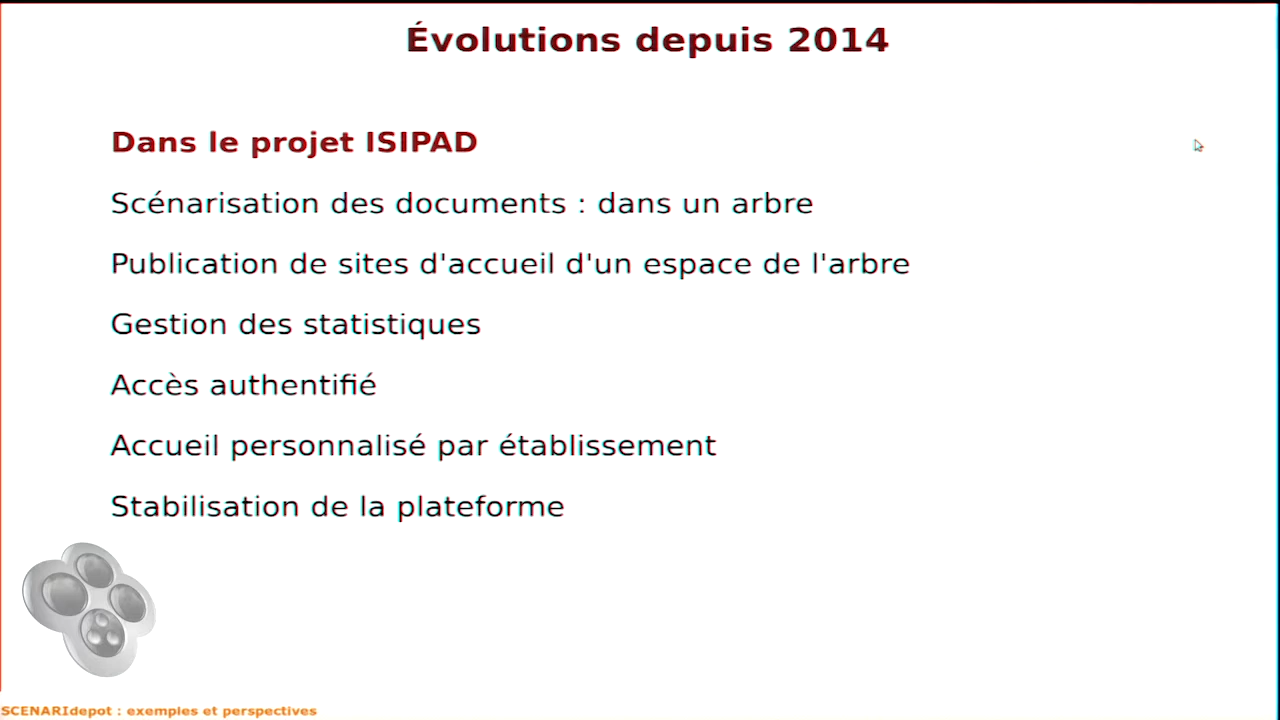 Évolutions depuis 2014
Dans le projet ISIPAD
Scénarisation des documents : dans un arbre
Publication de sites d'accueil d'un espace de l'arbre
Gestion des statistiques
Accès authentifié
Accueil personnalisé par établissement
Stabilisation de la plateforme
SCENARIdepot : exemples et perspectives